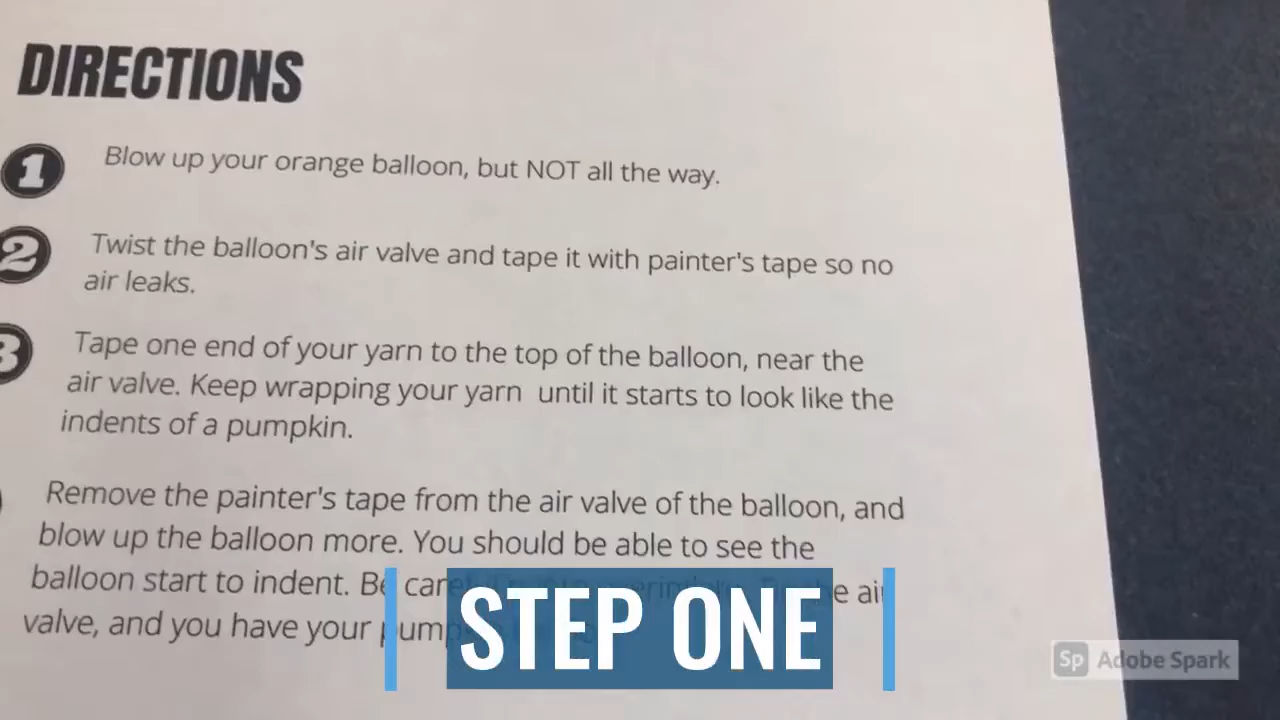 DIRECTIONS
1 Blow up your orange balloon, but NOT all the way.
2 Twist the balloon's air valve and tape it with painter's tape so no
air leaks.
3 Tape one end of your yarn to the top of the balloon, near the
air valve. Keep wrapping your yarn until it starts to look like the
indents of a pumpkin.
Remove the painter's tape from the air valve of the balloon, and
blow up the balloon more. You should be able to see the
balloon start to indent. Be the air
valve, and you have your
STEP ONE
Sp Adobe Spark